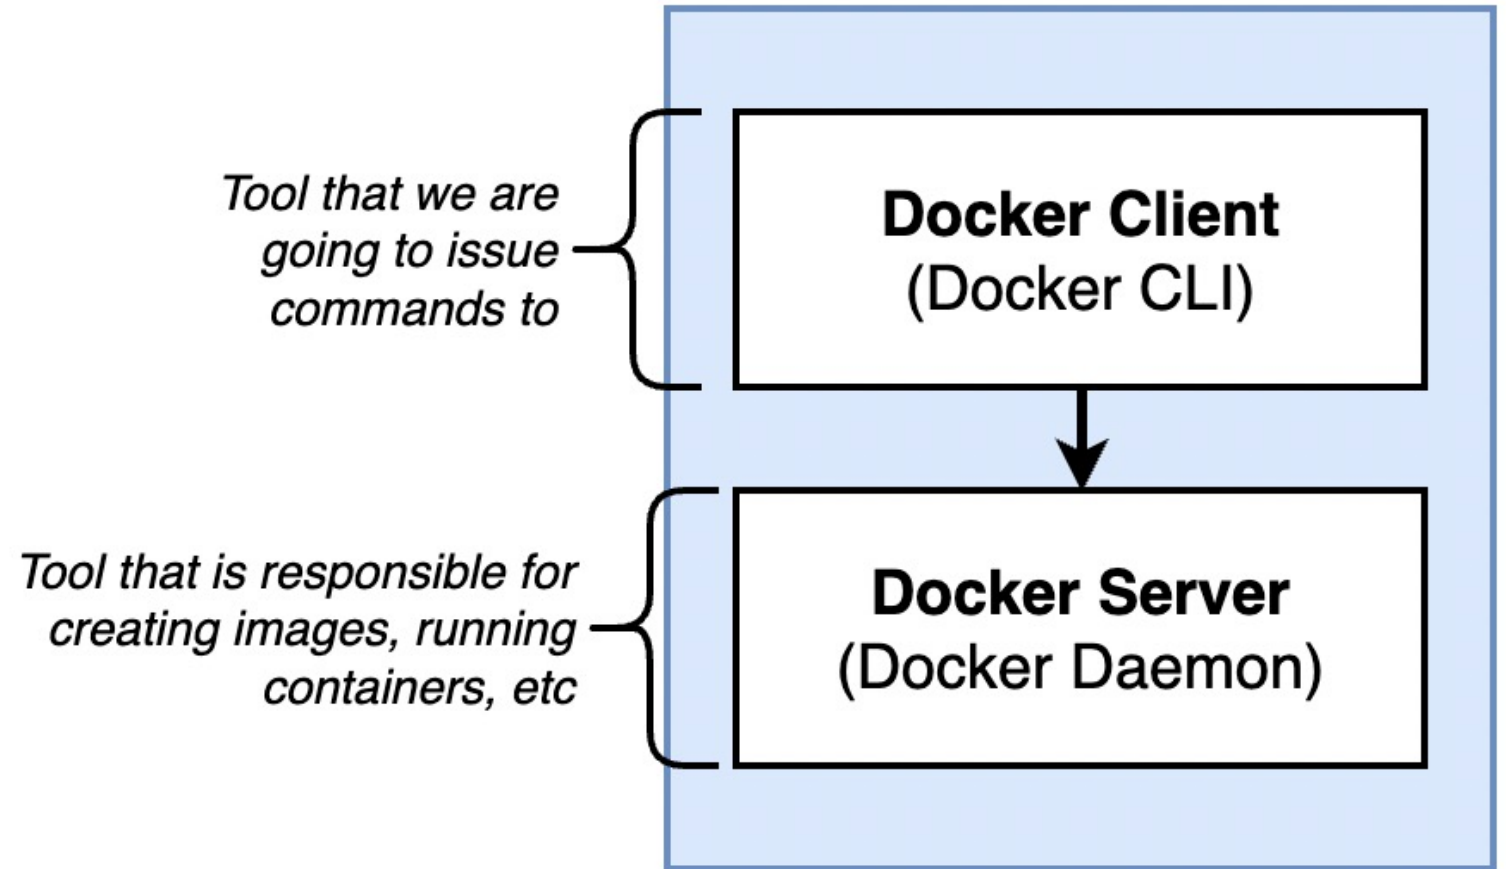 Tool that we are
going to issue
commands to
Docker Client
(Docker CLI)
Tool that is responsible for
creating images, running
containers, etc
Docker Server
(Docker Daemon)